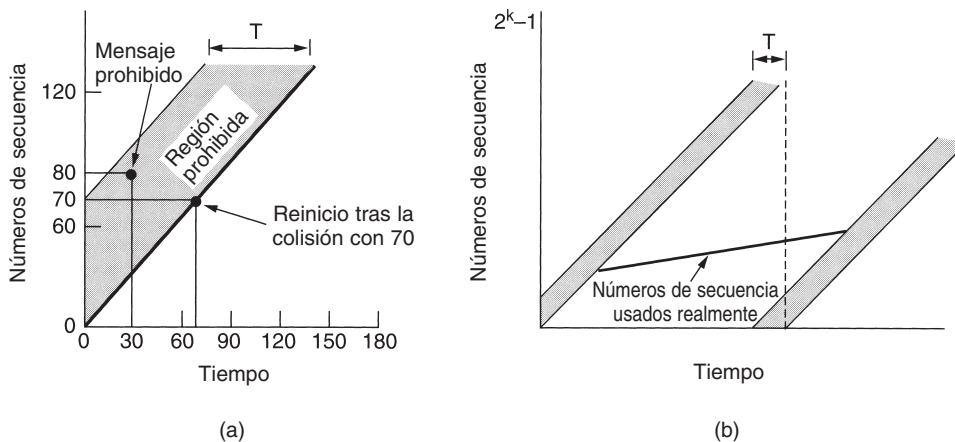 T
Mensaje
prohibido
120
80
70
60
0
Números de secuencia
Región
prohibida
Reinicio tras la
colisión con 70
0 30 60 90 120 150 180
Tiempo
(a)
2^k–1
T
Números de secuencia
Números de secuencia
usados realmente
Tiempo
(b)